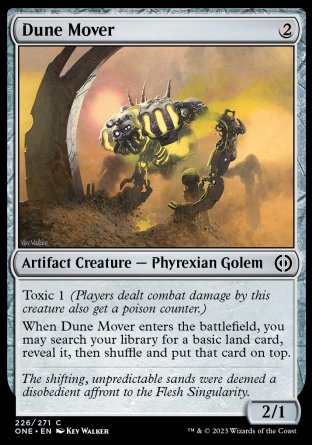 Dune Mover 2
Kev Walker
Artifact Creature — Phyrexian Golem
Toxic 1 (Players dealt combat damage by this
creature also get a poison counter.)
When Dune Mover enters the battlefield, you
may search your library for a basic land card,
reveal it, then shuffle and put that card on top.
The shifting, unpredictable sands were deemed a
disobedient affront to the Flesh Singularity.
2/1
226/271 C
ONE • EN Kev Walker
™ & © 2023 Wizards of the Coast